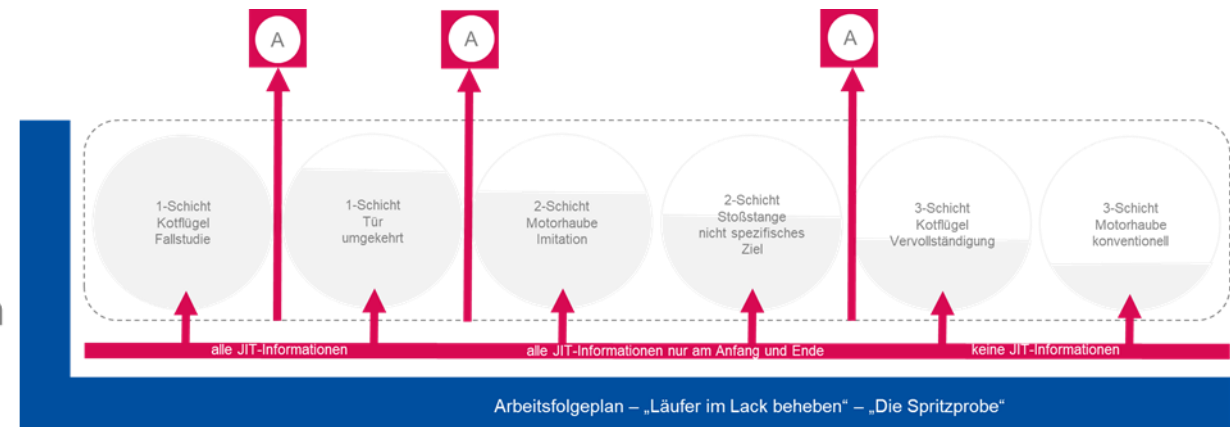 A
A
A
1-Schicht
Kotflügel
Fallstudie
1-Schicht
Tür
umgekehrt
2-Schicht
Motorhaube
Imitation
2-Schicht
Stoßstange
nicht spezifisches
Ziel
3-Schicht
Kotflügel
Vervollständigung
3-Schicht
Motorhaube
konventionell
alle JIT-Informationen
alle JIT-Informationen nur am Anfang und Ende
keine JIT-Informationen
Arbeitsfolgeplan – „Läufer im Lack beheben“ – „Die Spritzprobe“